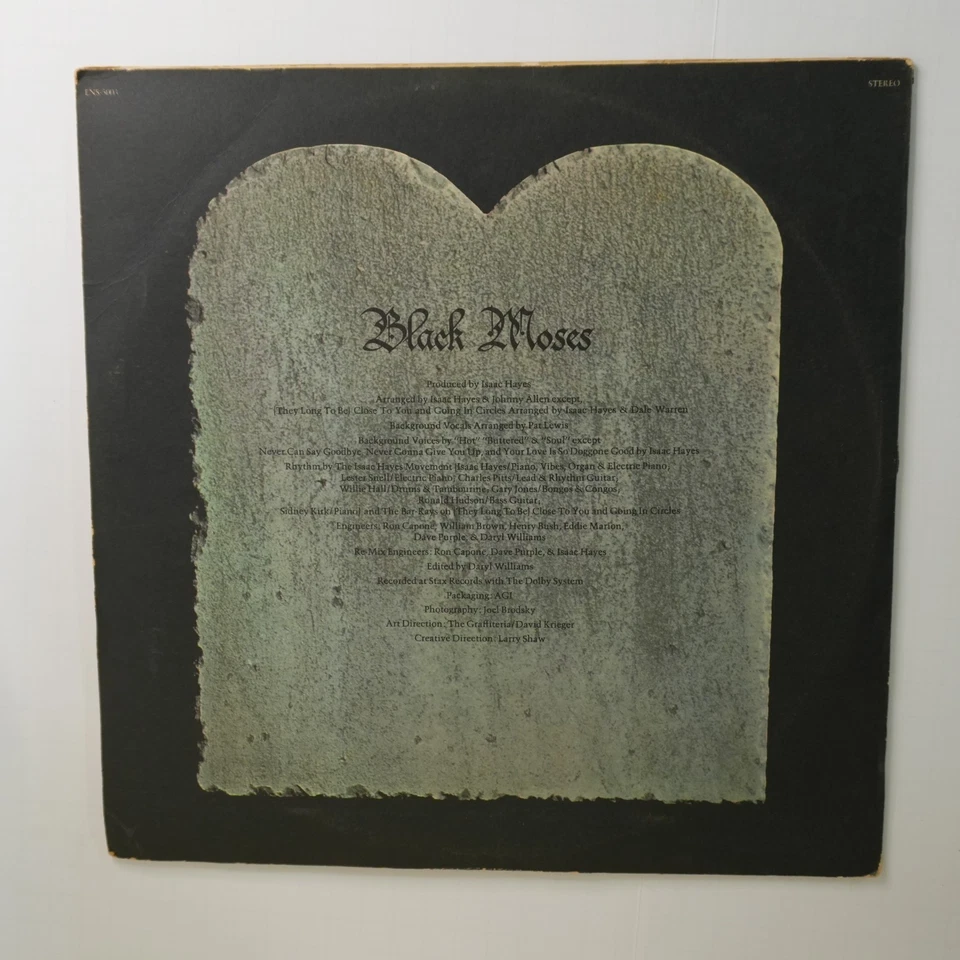 STEREO
Black Moses
Produced by Isaac Hayes
Arranged by Isaac Hayes & Johnny Allen except,
(They Long To Be) Close To You and Going In Circles Arranged by Isaac Hayes & Dale Warren
Background Vocals Arranged by Pat Lewis
Background Voices by "Hot" "Buttered" & "Soul" except
Never Can Say Goodbye, Never Gonna Give You Up, and Your Love Is So Doggone Good by Isaac Hayes
Rhythm by The Isaac Hayes Movement (Isaac Hayes/Piano, Vibes, Organ & Electric Piano,
Lester Snell/Electric Piano, Charles Pitts/Lead & Rhythm Guitar,
Willie Hall/Drums & Tambourine, Gary Jones/Bongos & Congos,
Ronald Hudson/Bass Guitar,
Sidney Kirk/Piano) and The Bar-Kays on (They Long To Be) Close To You and Going In Circles
Engineers: Ron Capone, William Brown, Henry Bush, Eddie Marion,
Dave Purple, & Daryl Williams
Re-Mix Engineers: Ron Capone, Dave Purple, & Isaac Hayes
Edited by Daryl Williams
Recorded at Stax Records with The Dolby System
Packaging: AGI
Photography: Joel Brodsky
Art Direction: The Graffiteria/David Krieger
Creative Direction: Larry Shaw